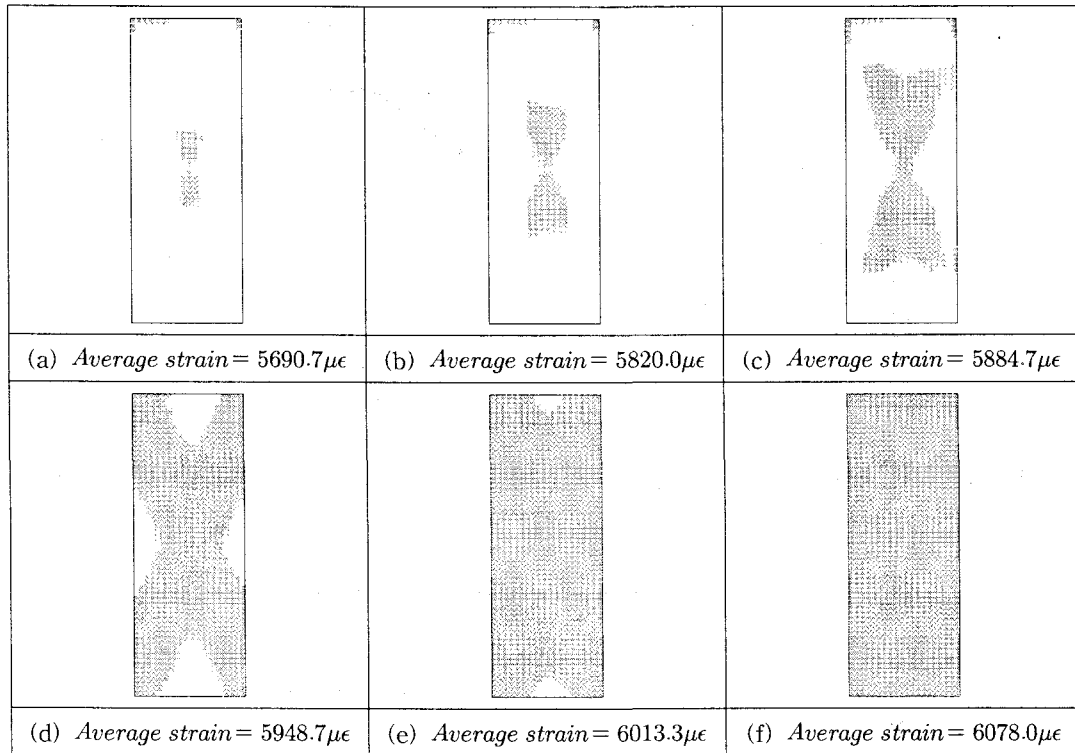 (a) Average strain = 5690.7με
(b) Average strain = 5820.0με
(c) Average strain = 5884.7με
(d) Average strain = 5948.7με
(e) Average strain = 6013.3με
(f) Average strain = 6078.0με